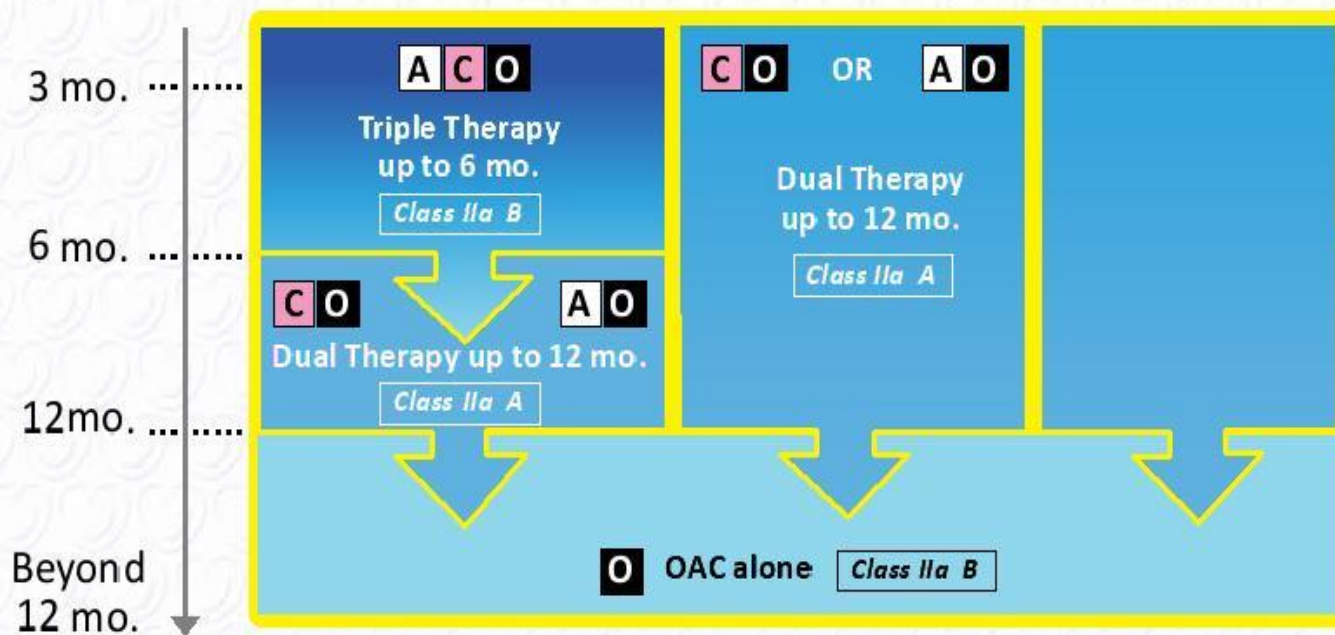 3 mo.
6 mo.
12mo.
Beyond
12 mo.
A C O
Triple Therapy
up to 6 mo.
Class IIa B
C O
A O
Dual Therapy up to 12 mo.
Class IIa A
C O OR A O
Dual Therapy
up to 12 mo.
Class IIa A
O OAC alone Class IIa B